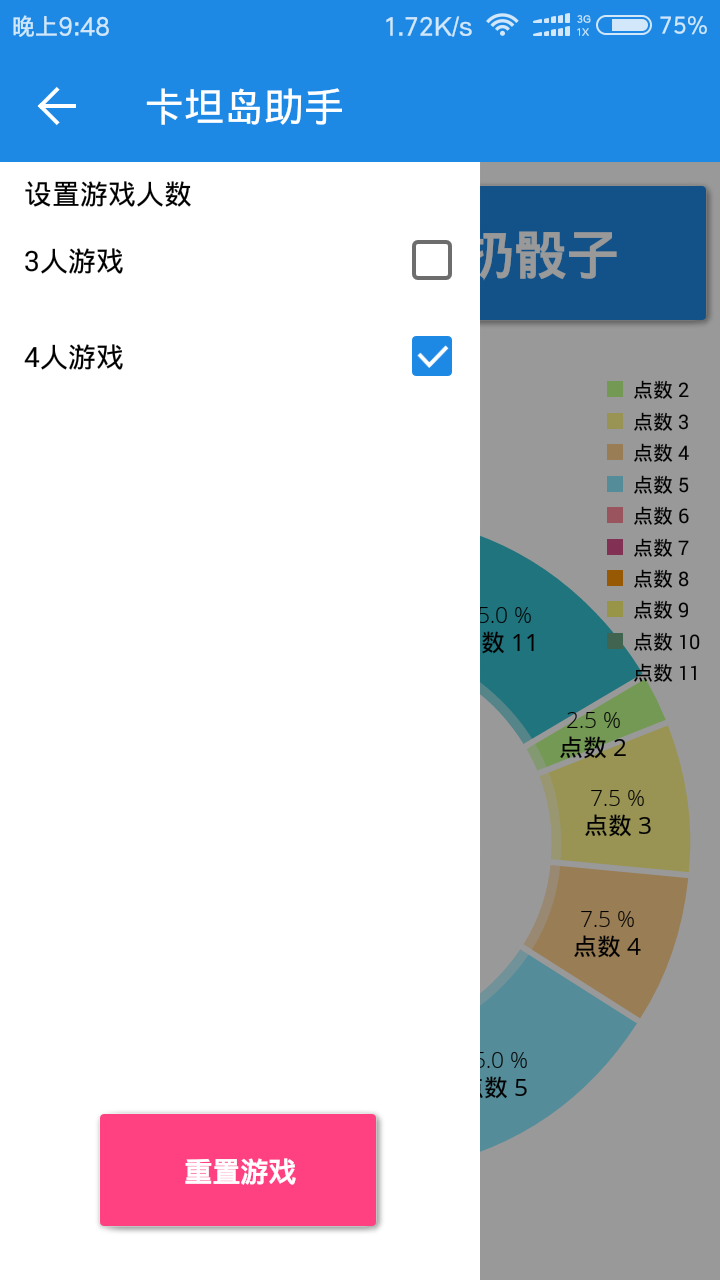 晚上9:48 1.72K/s 3G 1X 75%
卡坦岛助手
设置游戏人数
3人游戏
4人游戏
重置游戏
扔骰子
点数 2
点数 3
点数 4
点数 5
点数 6
点数 7
点数 8
点数 9
点数 10
点数 11
5.0 %
数 11
2.5 %
点数 2
7.5 %
点数 3
7.5 %
点数 4
5.0 %
数 5